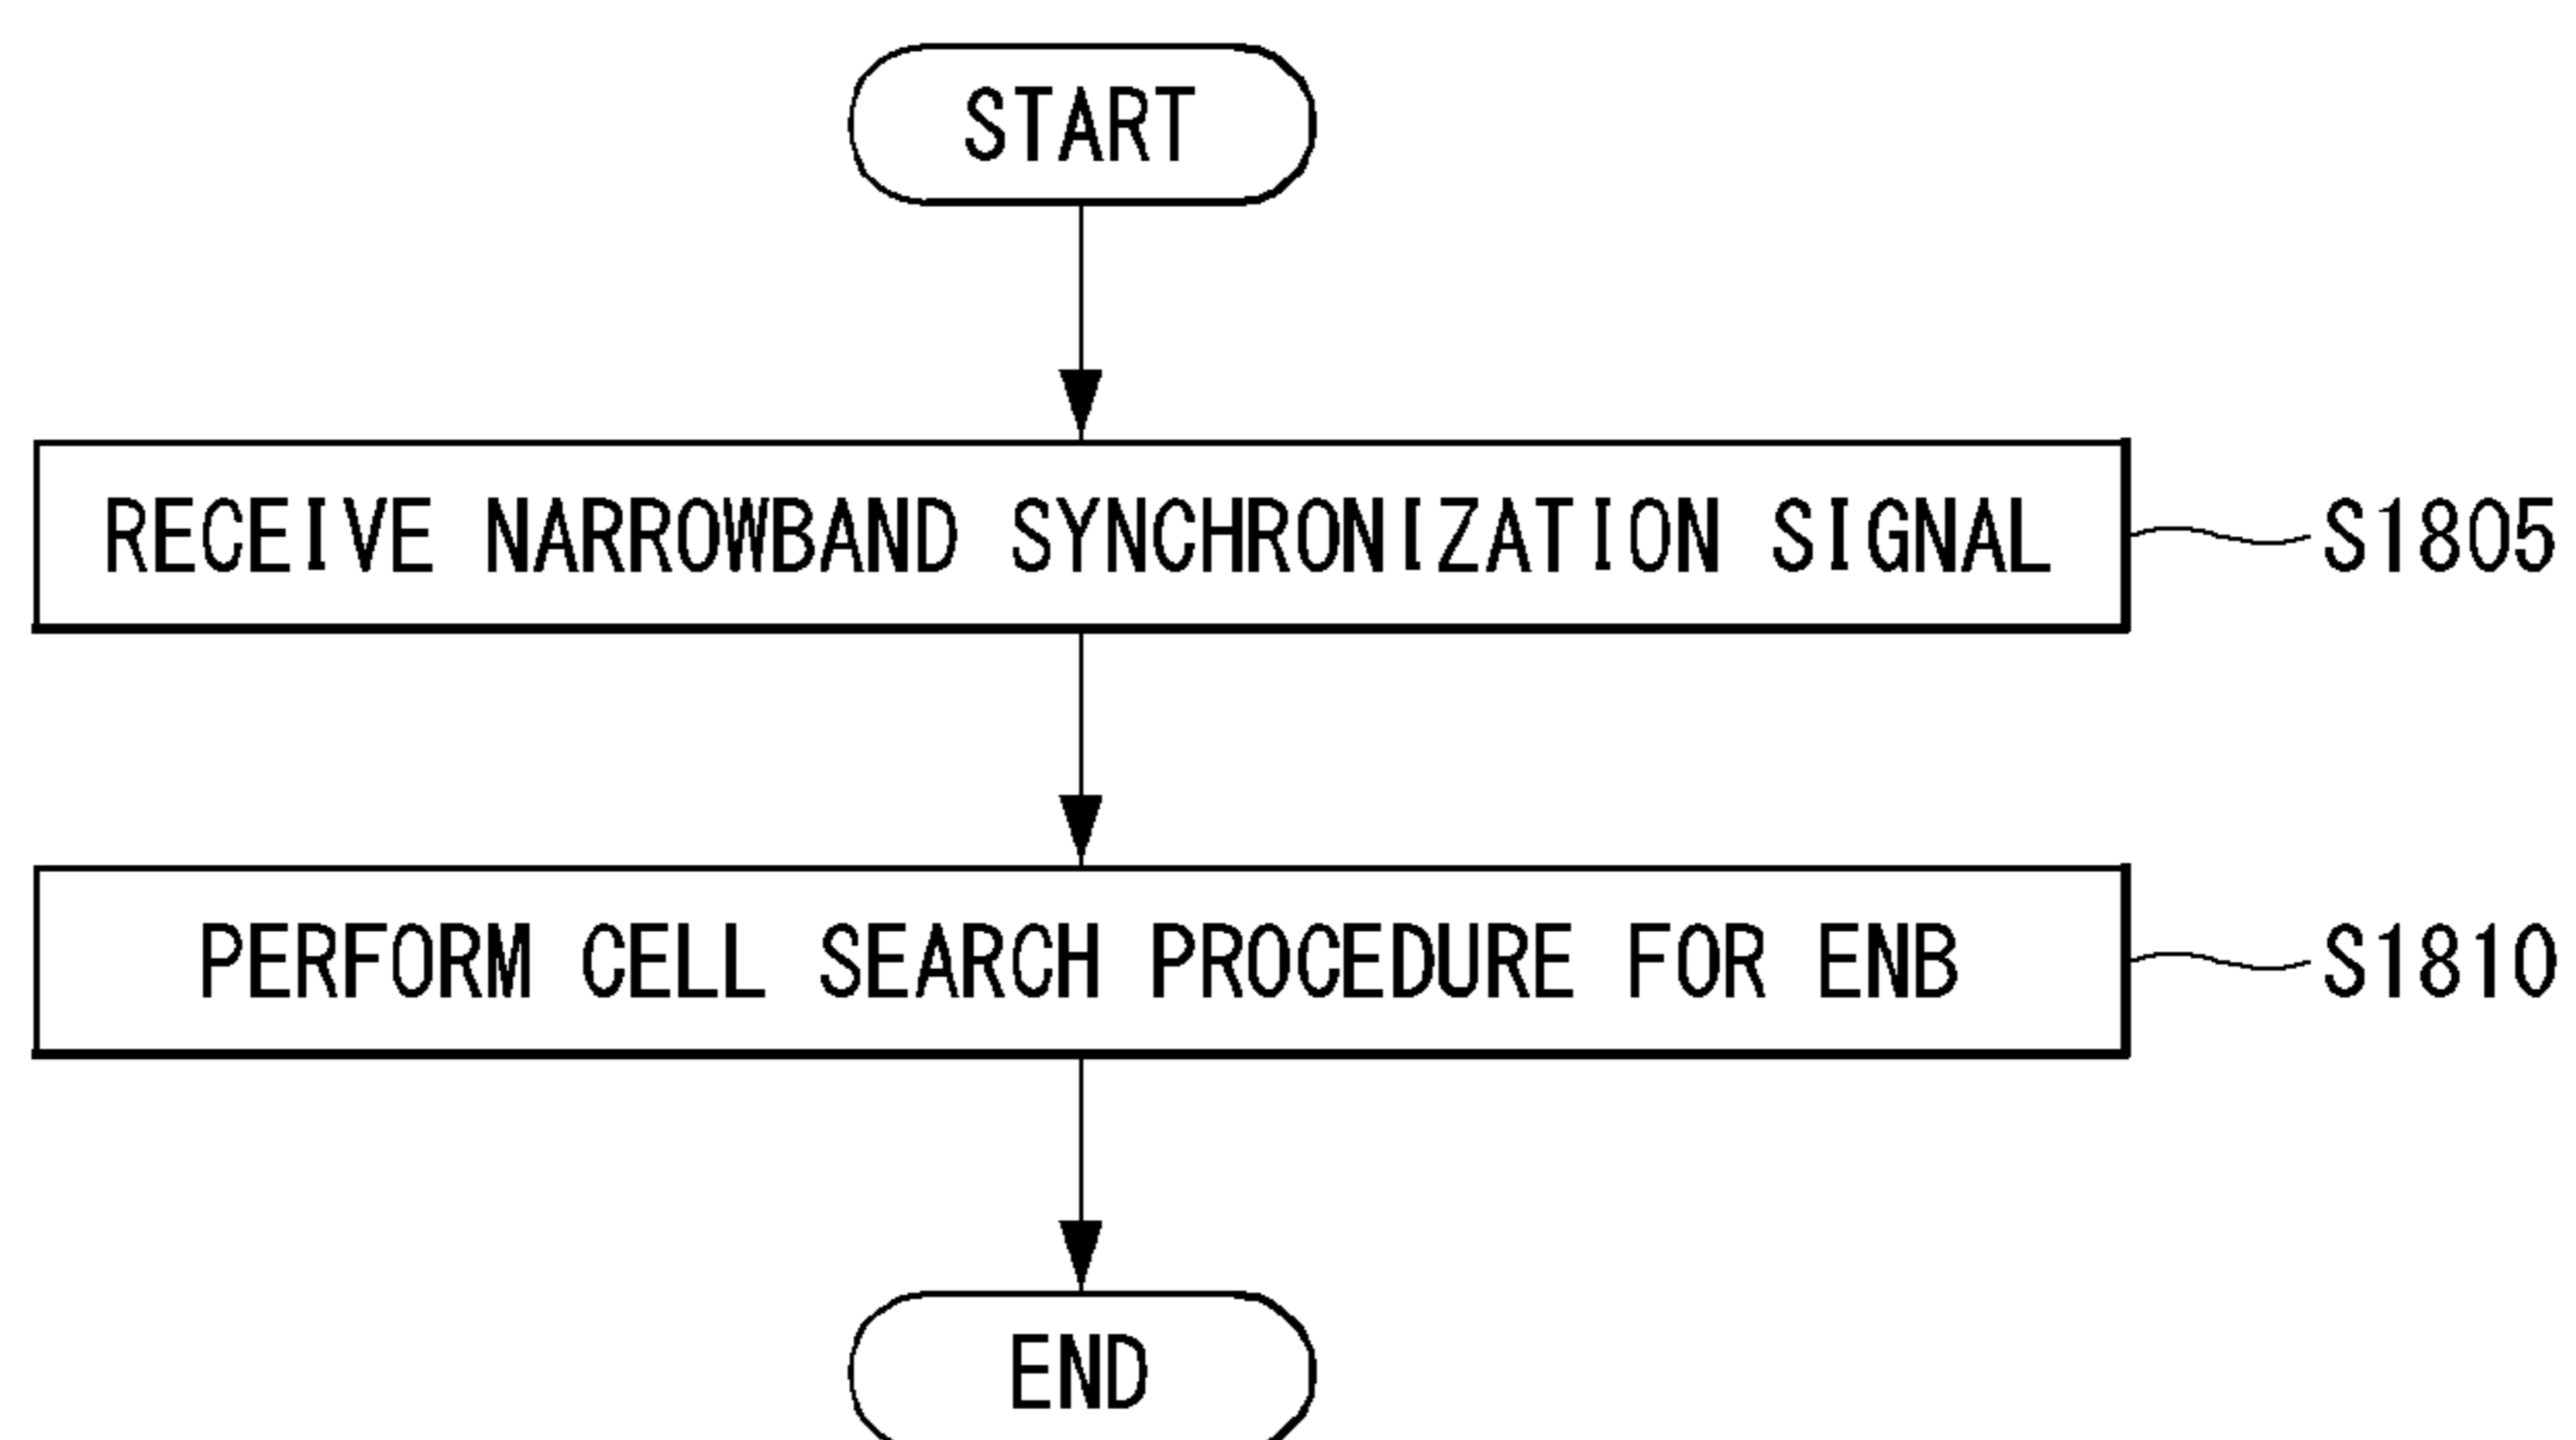 START
RECEIVE NARROWBAND SYNCHRONIZATION SIGNAL
S1805
PERFORM CELL SEARCH PROCEDURE FOR ENB
S1810
END